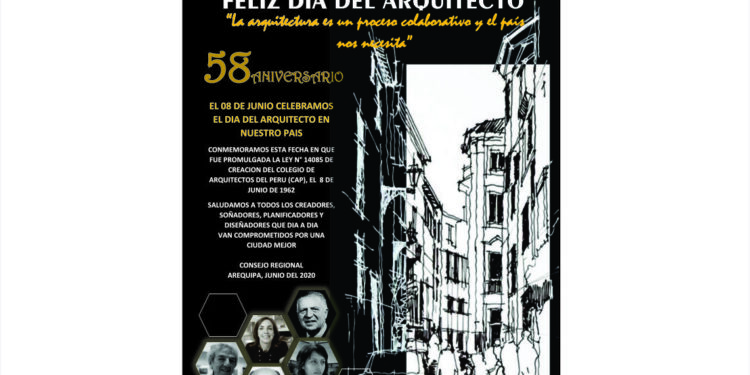 FELIZ DIA DEL ARQUITECTO
"La arquitectura es un proceso colaborativo y el país
nos necesita"
58 ANIVERSARIO
EL 08 DE JUNIO CELEBRAMOS
EL DIA DEL ARQUITECTO EN
NUESTRO PAIS
CONMEMORAMOS ESTA FECHA EN QUE
FUE PROMULGADA LA LEY N° 14085 DE
CREACION DEL COLEGIO DE
ARQUITECTOS DEL PERU (CAP), EL 8 DE
JUNIO DE 1962
SALUDAMOS A TODOS LOS CREADORES,
SOÑADORES, PLANIFICADORES Y
DISEÑADORES QUE DIA A DIA
VAN COMPROMETIDOS POR UNA
CIUDAD MEJOR
CONSEJO REGIONAL
AREQUIPA, JUNIO DEL 2020